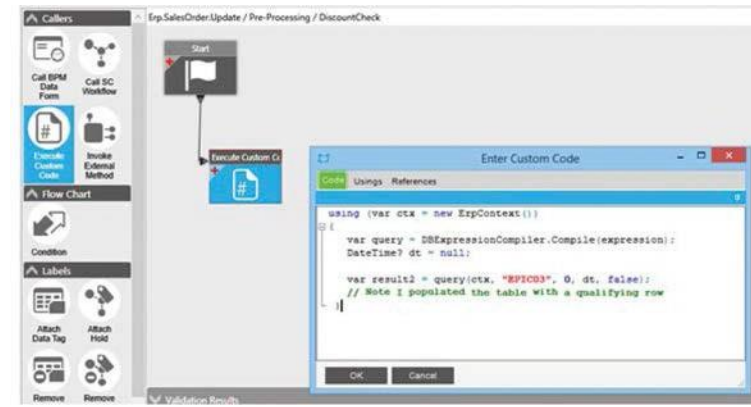 Callers
Erp.SalesOrder.Update / Pre-Processing / DiscountCheck
Call BPM Data Form
Call SC Workflow
Execute Custom Code
Invoke External Method
Flow Chart
Condition
Labels
Attach Data Tag
Attach Hold
Remove
Remove
Start
Execute Custom Co
#
Enter Custom Code
Code Usings References
using (var ctx = new ErpContext())
{
var query = DBExpressionCompiler.Compile(expression);
DateTime? dt = null;
var result2 = query(ctx, "EPIC03", 0, dt, false);
// Note I populated the table with a qualifying row
}
OK Cancel
Validation Results